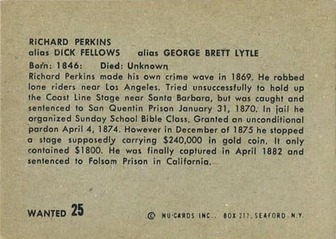 RICHARD PERKINS
alias DICK FELLOWS alias GEORGE BRETT LYTLE
Born: 1846: Died: Unknown
Richard Perkins made his own crime wave in 1869. He robbed
lone riders near Los Angeles. Tried unsuccessfully to hold up
the Coast Line Stage near Santa Barbara, but was caught and
sentenced to San Quentin Prison January 31, 1870. In jail he
organized Sunday School Bible Class. Granted an unconditional
pardon April 4, 1874. However in December of 1875 he stopped
a stage supposedly carrying $240,000 in gold coin. It only
contained $1800. He was finally captured in April 1882 and
sentenced to Folsom Prison in California.
WANTED 25
© NU-CARDS INC., BOX 217, SEAFORD, N.Y.